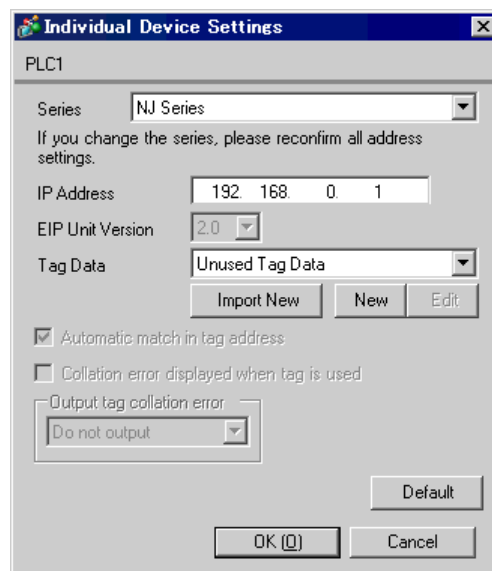 Individual Device Settings
PLC1
Series NJ Series
If you change the series, please reconfirm all address
settings.
IP Address 192. 168. 0. 1
EIP Unit Version 2.0
Tag Data Unused Tag Data
Import New New Edit
Automatic match in tag address
Collation error displayed when tag is used
Output tag collation error
Do not output
Default
OK (O) Cancel